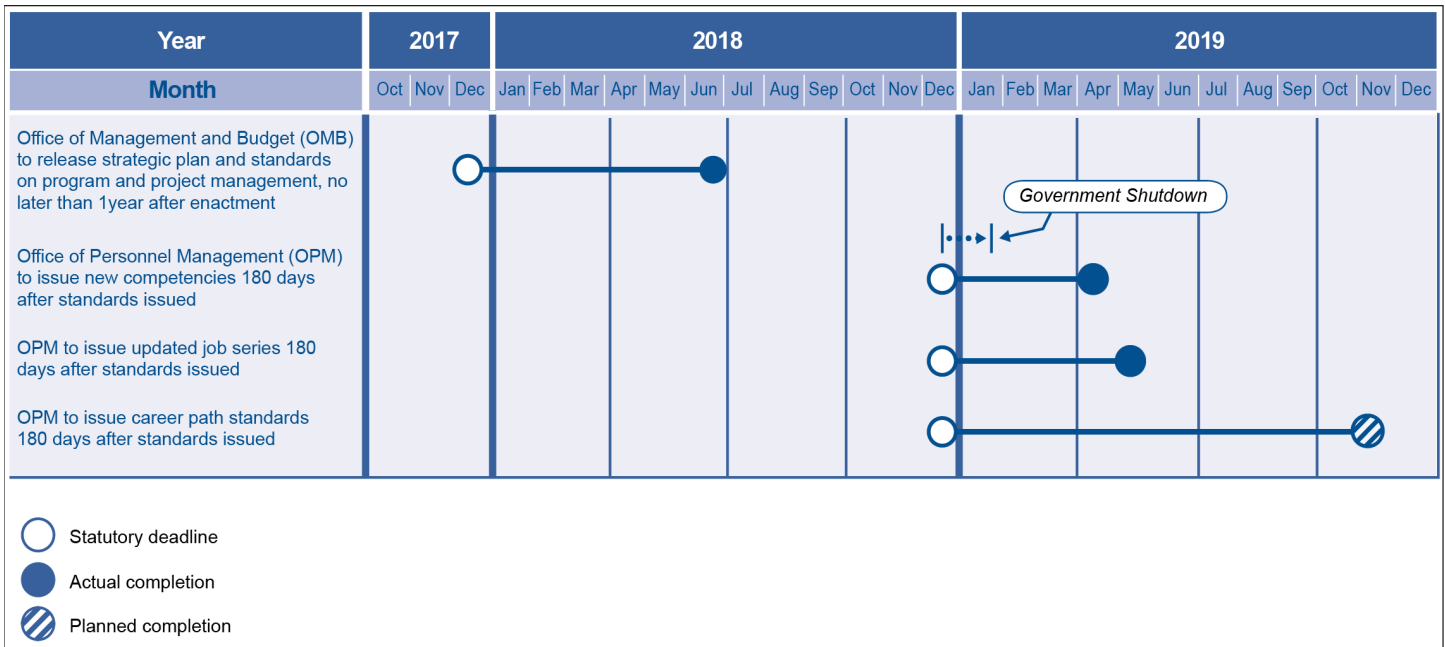 Year 2017 2018 2019
Month Oct Nov Dec Jan Feb Mar Apr May Jun Jul Aug Sep Oct Nov Dec Jan Feb Mar Apr May Jun Jul Aug Sep Oct Nov Dec
Office of Management and Budget (OMB)
to release strategic plan and standards
on program and project management, no
later than 1year after enactment
Government Shutdown
Office of Personnel Management (OPM)
to issue new competencies 180 days
after standards issued
OPM to issue updated job series 180
days after standards issued
OPM to issue career path standards
180 days after standards issued
Statutory deadline
Actual completion
Planned completion